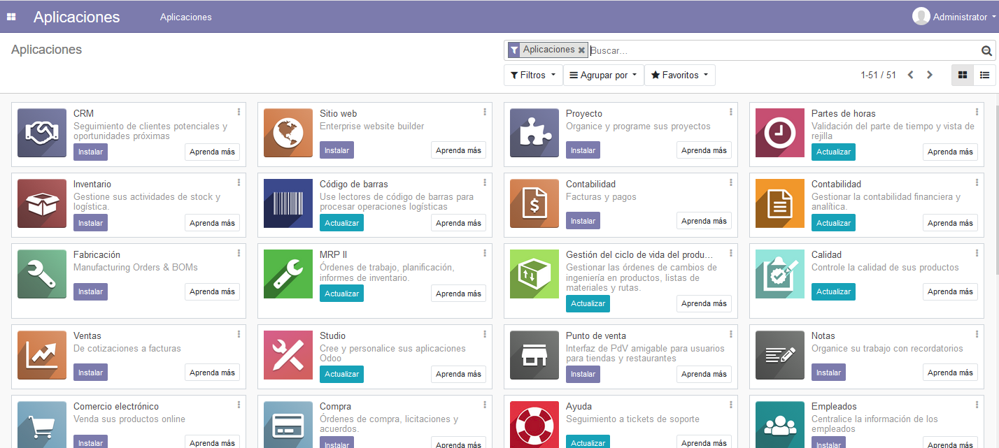 Aplicaciones
Aplicaciones
Administrator
Aplicaciones
Aplicaciones
Buscar...
Filtros
Agrupar por
Favoritos
1-51 / 51
CRM
Seguimiento de clientes potenciales y
oportunidades próximas
Instalar
Aprenda más
Sitio web
Enterprise website builder
Instalar
Aprenda más
Proyecto
Organice y programe sus proyectos
Instalar
Aprenda más
Partes de horas
Validación del parte de tiempo y vista de
rejilla
Actualizar
Aprenda más
Inventario
Gestione sus actividades de stock y
logística.
Instalar
Aprenda más
Código de barras
Use lectores de código de barras para
procesar operaciones logísticas
Actualizar
Aprenda más
Contabilidad
Facturas y pagos
Instalar
Aprenda más
Contabilidad
Gestionar la contabilidad financiera y
analítica.
Actualizar
Aprenda más
Fabricación
Manufacturing Orders & BOMs
Instalar
Aprenda más
MRP II
Órdenes de trabajo, planificación,
informes de inventario.
Actualizar
Aprenda más
Gestión del ciclo de vida del produ...
Gestionar las órdenes de cambios de
ingeniería en productos, listas de
materiales y rutas.
Actualizar
Aprenda más
Calidad
Controle la calidad de sus productos
Actualizar
Aprenda más
Ventas
De cotizaciones a facturas
Instalar
Aprenda más
Studio
Cree y personalice sus aplicaciones
Odoo
Actualizar
Aprenda más
Punto de venta
Interfaz de PdV amigable para usuarios
para tiendas y restaurantes
Instalar
Aprenda más
Notas
Organice su trabajo con recordatorios
Instalar
Aprenda más
Comercio electrónico
Venda sus productos online
Instalar
Aprenda más
Compra
Órdenes de compra, licitaciones y
acuerdos.
Instalar
Aprenda más
Ayuda
Seguimiento a tickets de soporte
Actualizar
Aprenda más
Empleados
Centralice la información de los
empleados
Instalar
Aprenda más